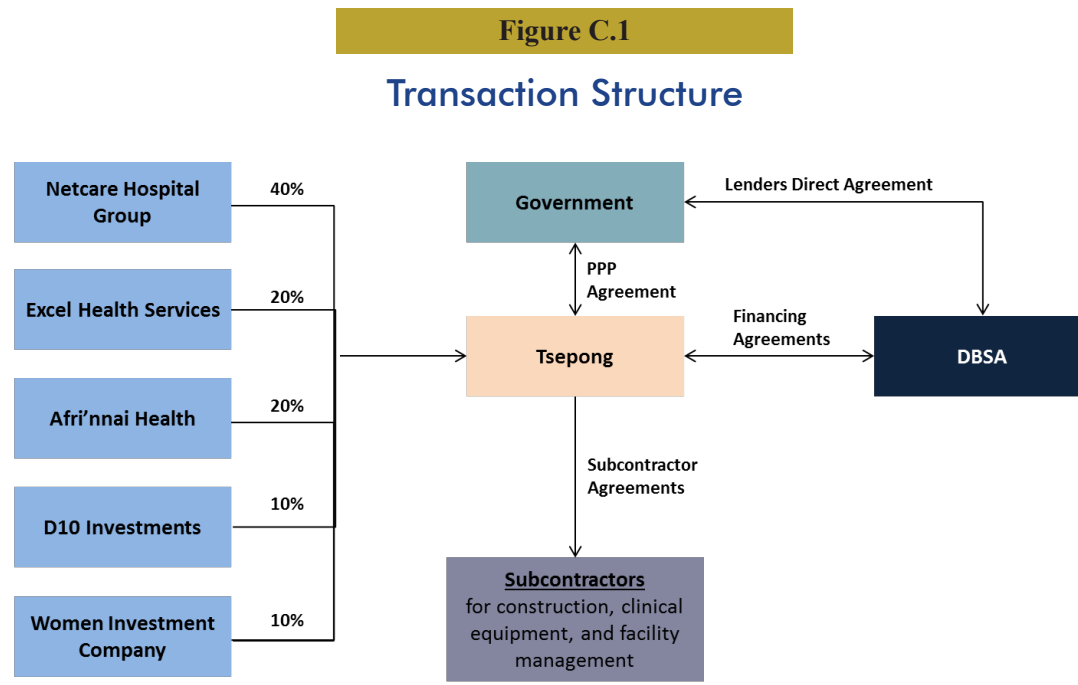 Figure C.1
Transaction Structure
Netcare Hospital
Group
40%
Excel Health Services
20%
Afri’nnai Health
20%
D10 Investments
10%
Women Investment
Company
10%
Government
Lenders Direct Agreement
PPP
Agreement
Tsepong
Financing
Agreements
DBSA
Subcontractor
Agreements
Subcontractors
for construction, clinical
equipment, and facility
management